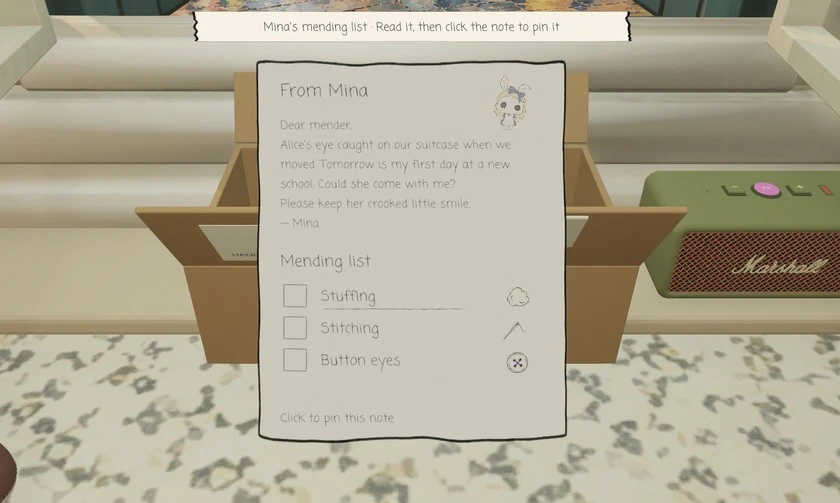 Mina's mending list · Read it, then click the note to pin it
From Mina
Dear mender,
Alice's eye caught on our suitcase when we
moved. Tomorrow is my first day at a new
school. Could she come with me?
Please keep her crooked little smile.
— Mina
Mending list
Stuffing
Stitching
Button eyes
Click to pin this note
Marshall